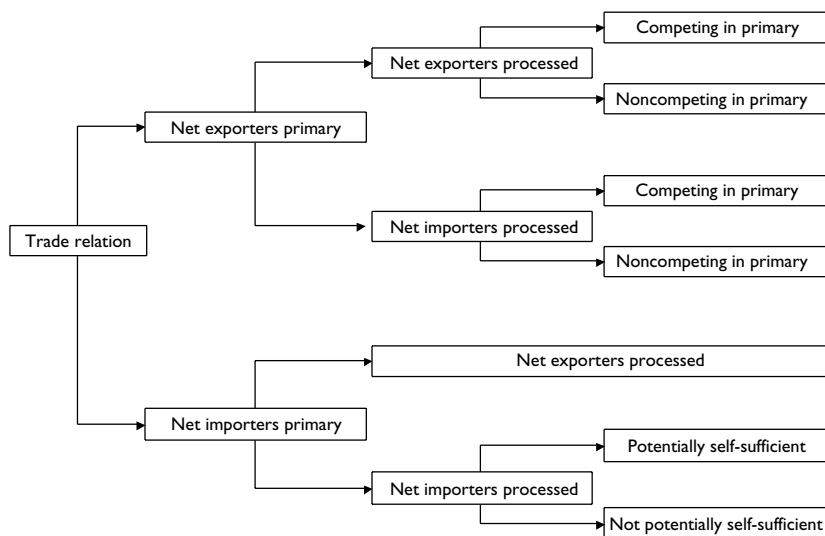 Competing in primary
Net exporters processed
Noncompeting in primary
Net exporters primary
Competing in primary
Net importers processed
Trade relation
Noncompeting in primary
Net exporters processed
Net importers primary
Potentially self-sufficient
Net importers processed
Not potentially self-sufficient